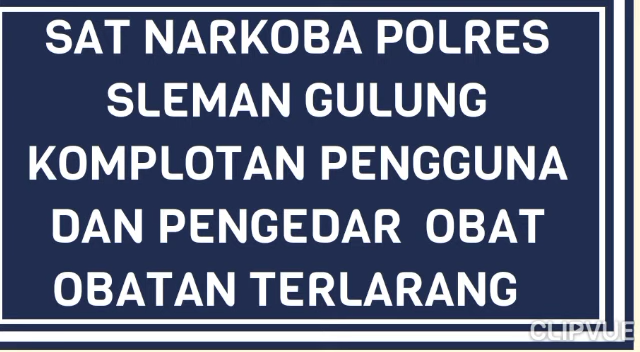 SAT NARKOBA POLRES
SLEMAN GULUNG
KOMPLOTAN PENGGUNA
DAN PENGEDAR OBAT
OBATAN TERLARANG
CLIPVUE